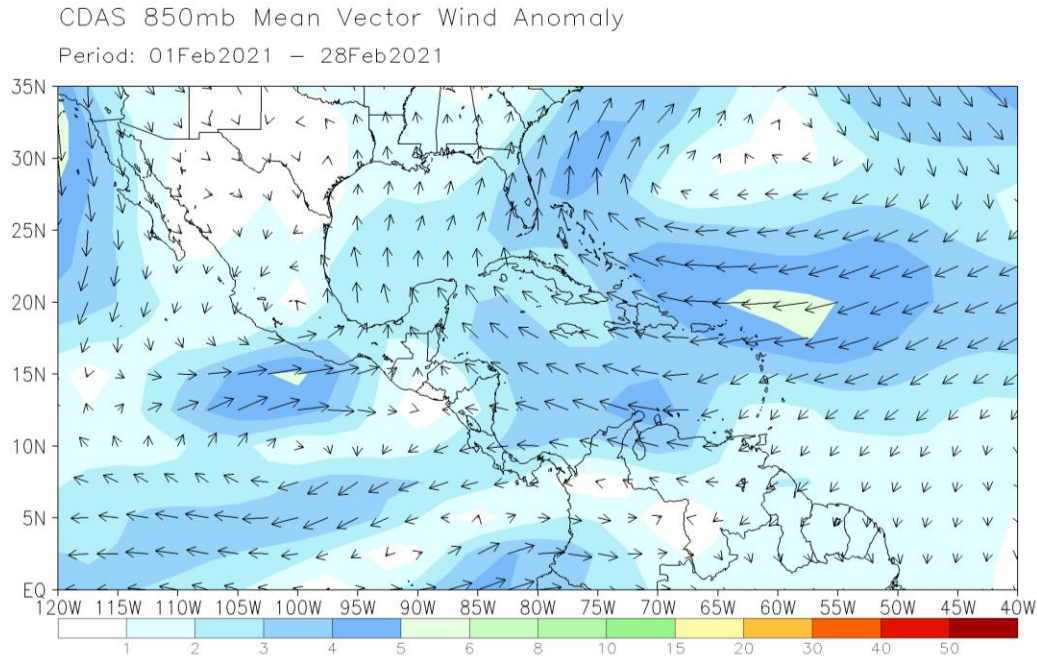 CDAS 850mb Mean Vector Wind Anomaly
Period: 01Feb2021 – 28Feb2021
35N
30N
25N
20N
15N
10N
5N
EQ
120W 115W 110W 105W 100W 95W 90W 85W 80W 75W 70W 65W 60W 55W 50W 45W 40W
1 2 3 4 5 6 8 10 15 20 30 40 50